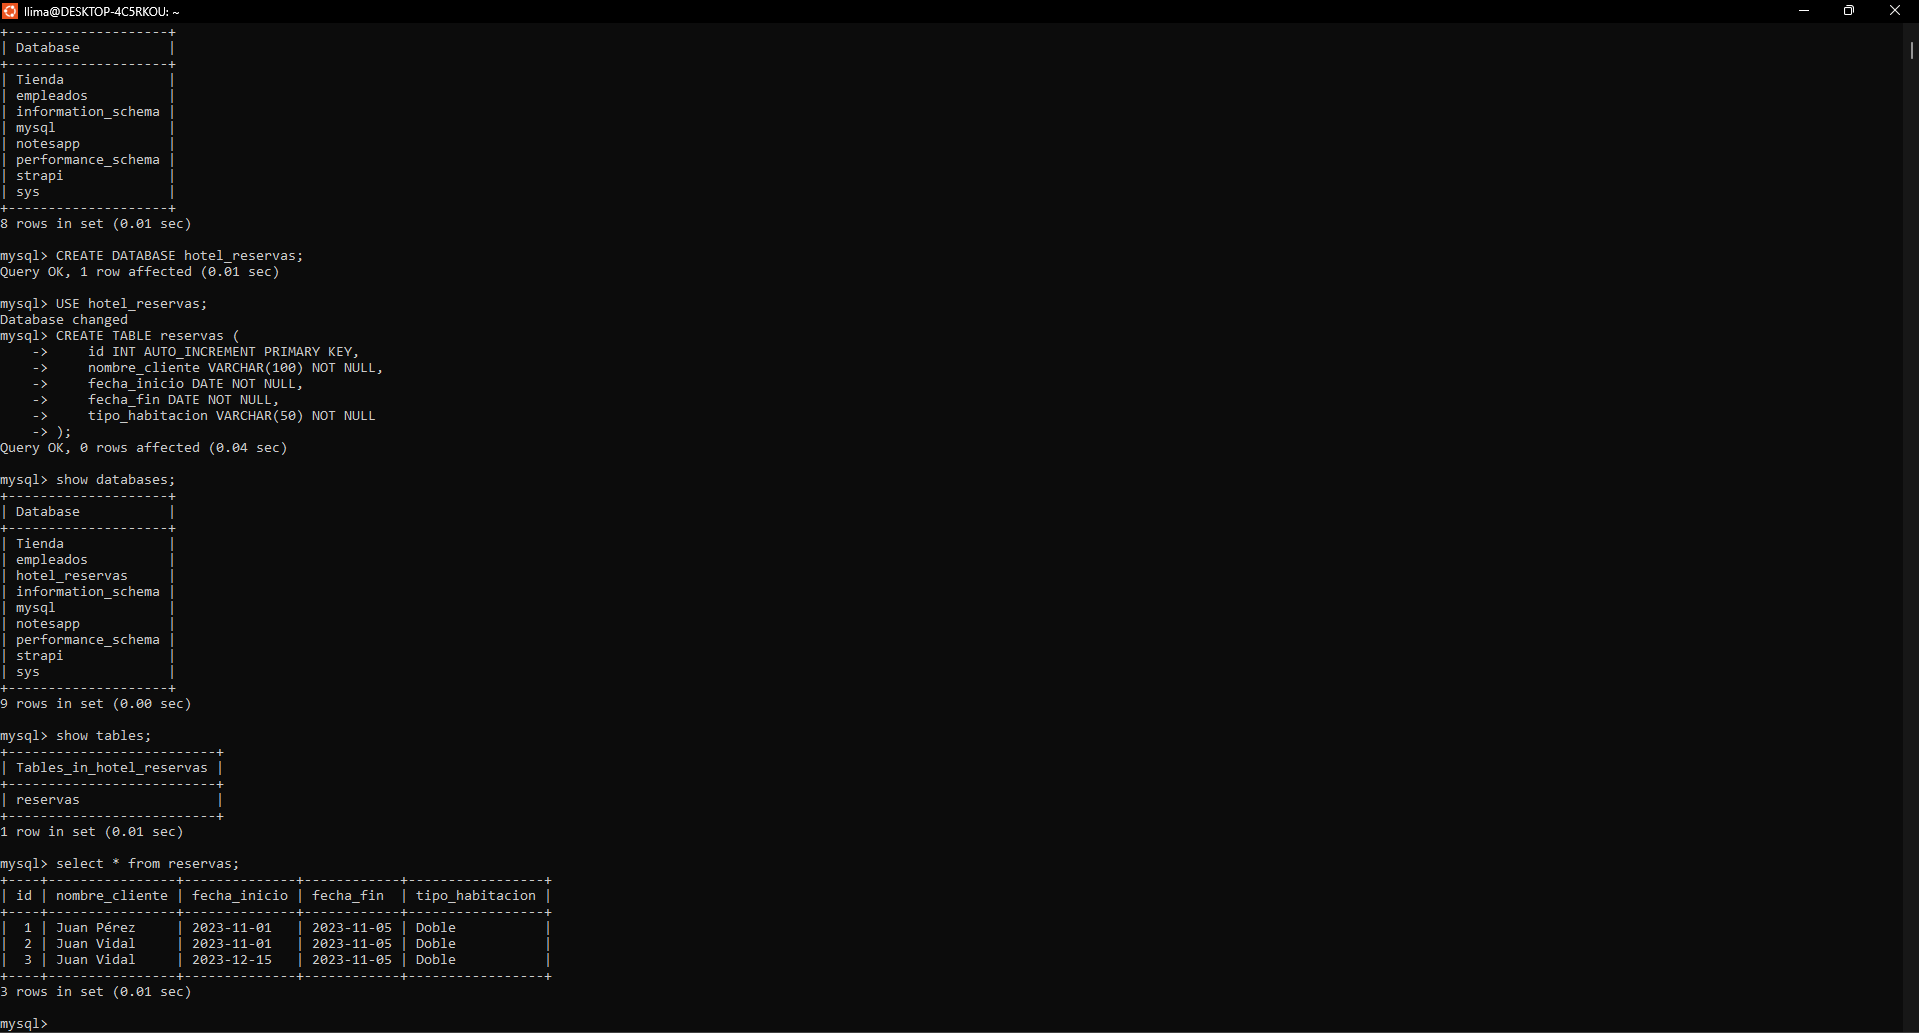 llima@DESKTOP-4C5RKOU: ~
+--------------------+
| Database           |
+--------------------+
| Tienda             |
| empleados          |
| information_schema |
| mysql              |
| notesapp           |
| performance_schema |
| strapi             |
| sys                |
+--------------------+
8 rows in set (0.01 sec)
mysql> CREATE DATABASE hotel_reservas;
Query OK, 1 row affected (0.01 sec)
mysql> USE hotel_reservas;
Database changed
mysql> CREATE TABLE reservas (
    ->     id INT AUTO_INCREMENT PRIMARY KEY,
    ->     nombre_cliente VARCHAR(100) NOT NULL,
    ->     fecha_inicio DATE NOT NULL,
    ->     fecha_fin DATE NOT NULL,
    ->     tipo_habitacion VARCHAR(50) NOT NULL
    -> );
Query OK, 0 rows affected (0.04 sec)
mysql> show databases;
+--------------------+
| Database           |
+--------------------+
| Tienda             |
| empleados          |
| hotel_reservas     |
| information_schema |
| mysql              |
| notesapp           |
| performance_schema |
| strapi             |
| sys                |
+--------------------+
9 rows in set (0.00 sec)
mysql> show tables;
+--------------------------+
| Tables_in_hotel_reservas |
+--------------------------+
| reservas                 |
+--------------------------+
1 row in set (0.01 sec)
mysql> select * from reservas;
+----+----------------+--------------+------------+-----------------+
| id | nombre_cliente | fecha_inicio | fecha_fin  | tipo_habitacion |
+----+----------------+--------------+------------+-----------------+
|  1 | Juan Pérez     | 2023-11-01   | 2023-11-05 | Doble           |
|  2 | Juan Vidal     | 2023-11-01   | 2023-11-05 | Doble           |
|  3 | Juan Vidal     | 2023-12-15   | 2023-11-05 | Doble           |
+----+----------------+--------------+------------+-----------------+
3 rows in set (0.01 sec)
mysql>